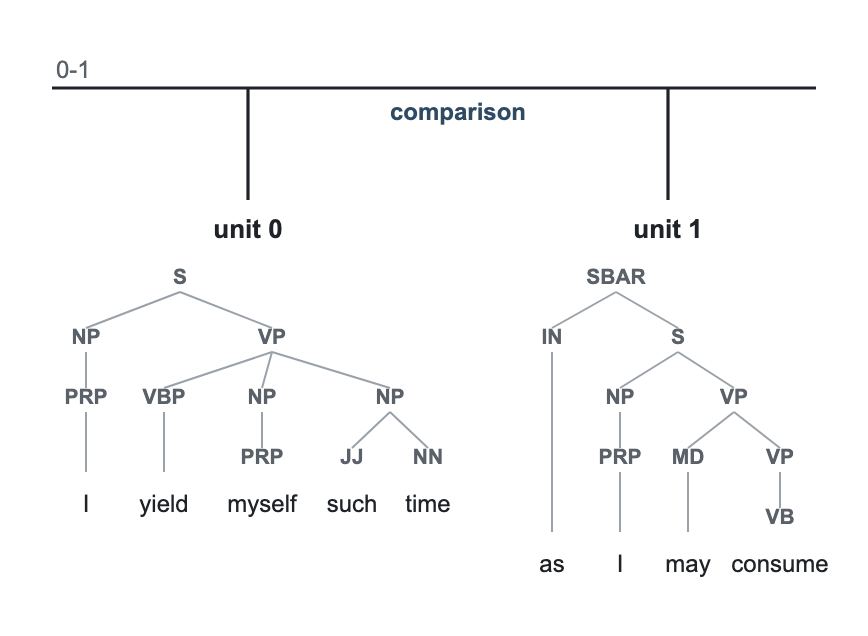 0-1
comparison
unit 0 unit 1
S SBAR
NP VP IN S
PRP VBP NP NP NP VP
PRP JJ NN PRP MD VP
I yield myself such time
VB
as I may consume